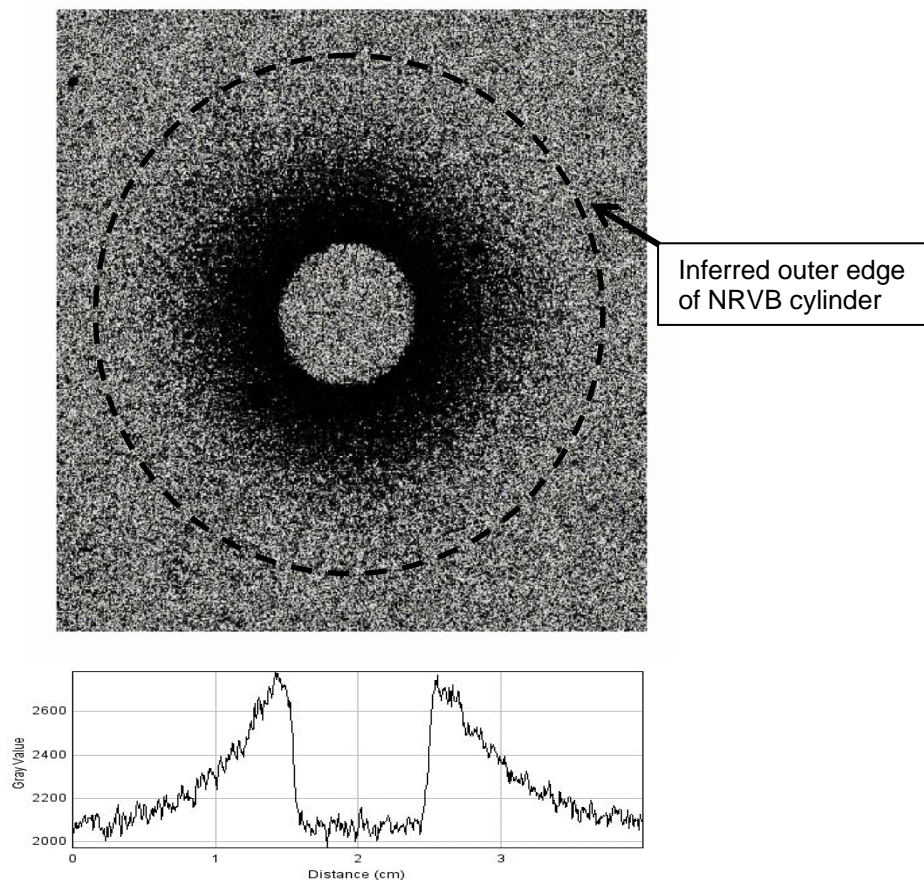 Inferred outer edge
of NRVB cylinder
2600
2400
2200
2000
Gray Value
0 1 2 3
Distance (cm)